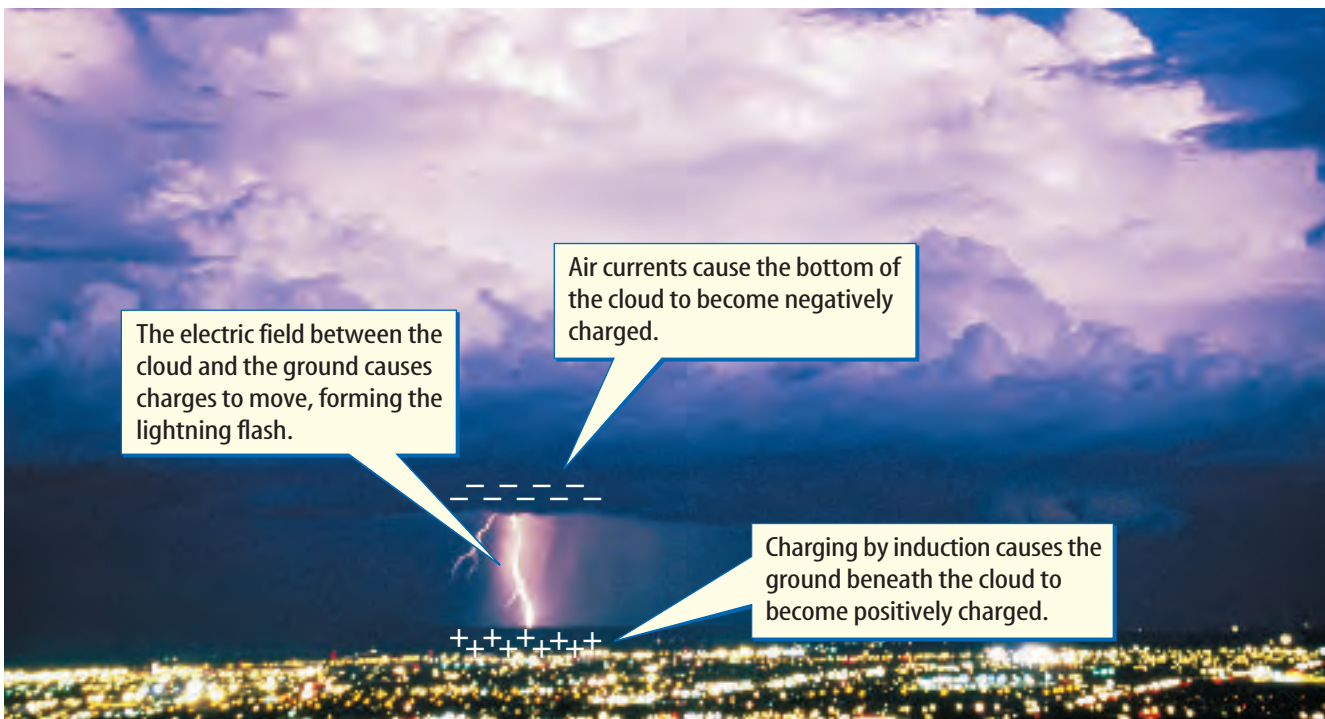 Air currents cause the bottom of
the cloud to become negatively
charged.
The electric field between the
cloud and the ground causes
charges to move, forming the
lightning flash.
– – – – –
– – – – –
Charging by induction causes the
ground beneath the cloud to
become positively charged.
+ + + + +
+ + + +